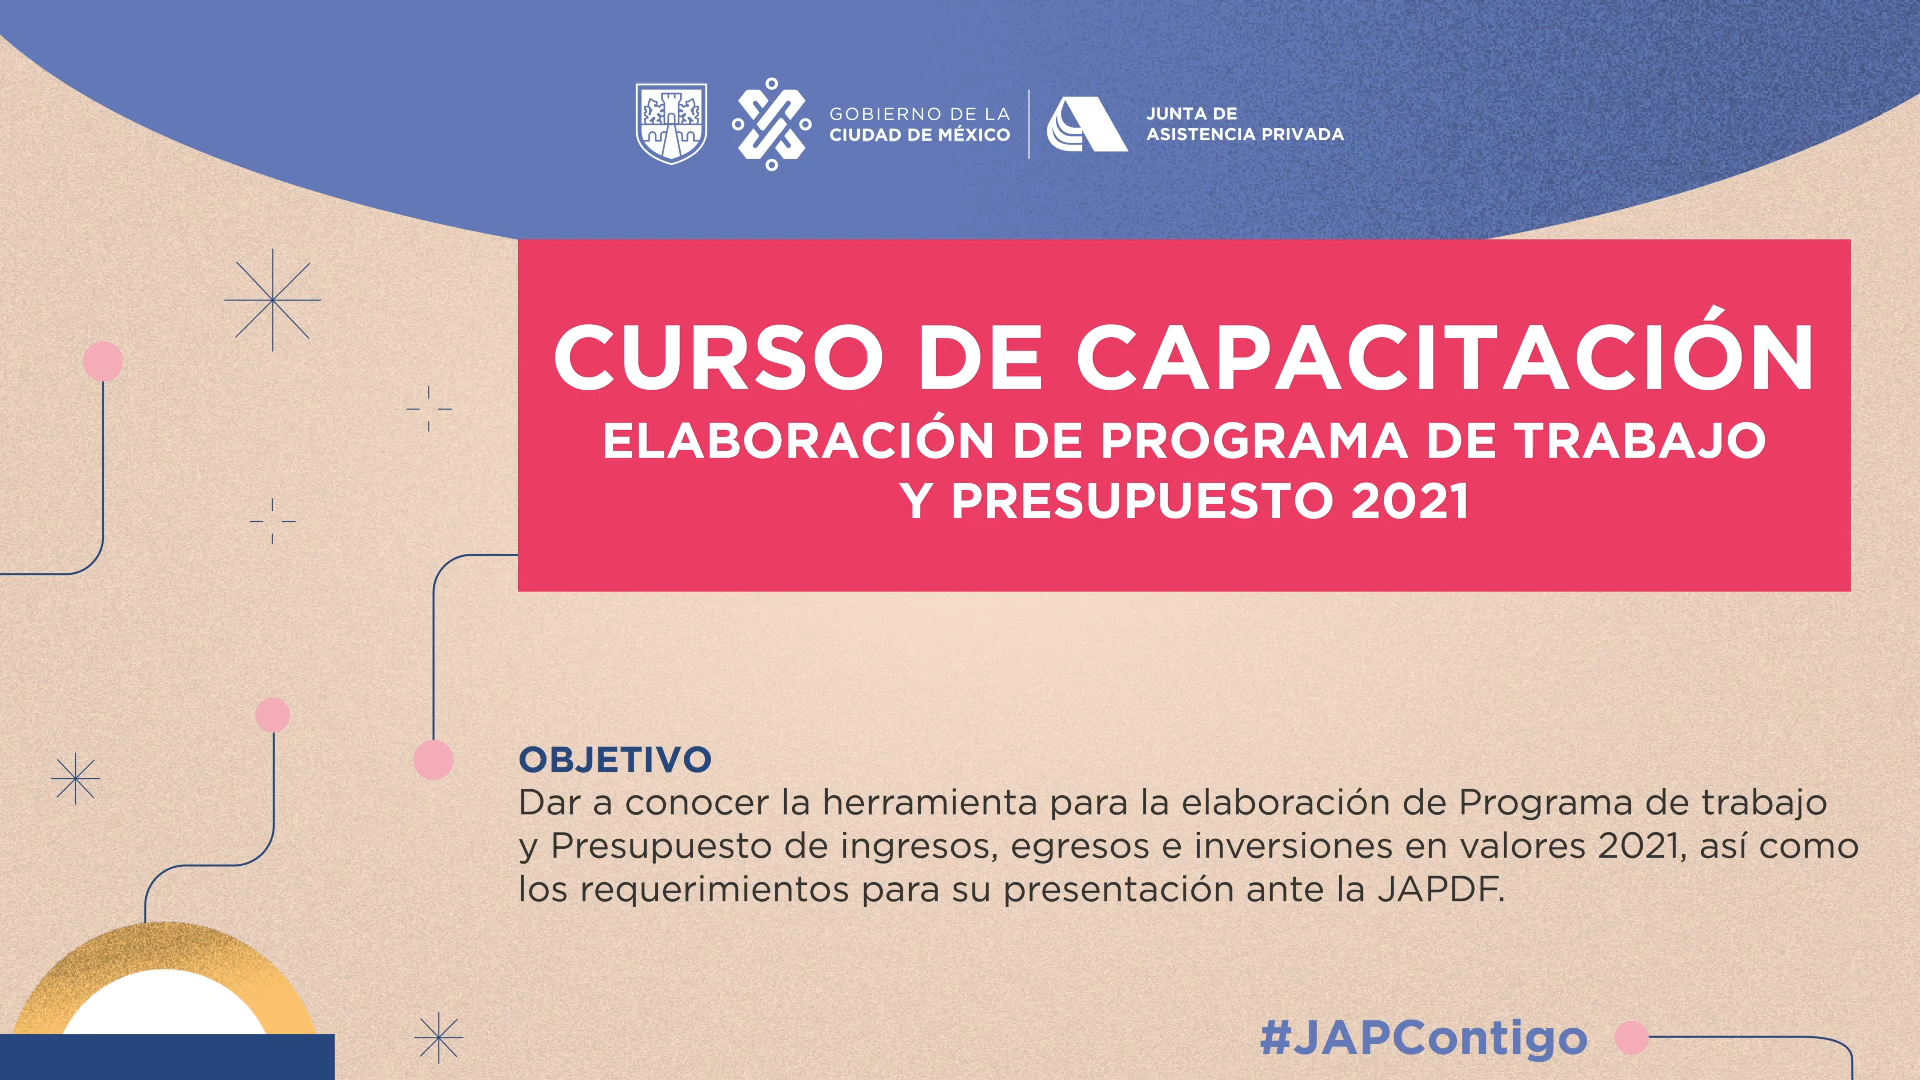 GOBIERNO DE LA
CIUDAD DE MÉXICO
JUNTA DE
ASISTENCIA PRIVADA
CURSO DE CAPACITACIÓN
ELABORACIÓN DE PROGRAMA DE TRABAJO
Y PRESUPUESTO 2021
OBJETIVO
Dar a conocer la herramienta para la elaboración de Programa de trabajo
y Presupuesto de ingresos, egresos e inversiones en valores 2021, así como
los requerimientos para su presentación ante la JAPDF.
#JAPContigo